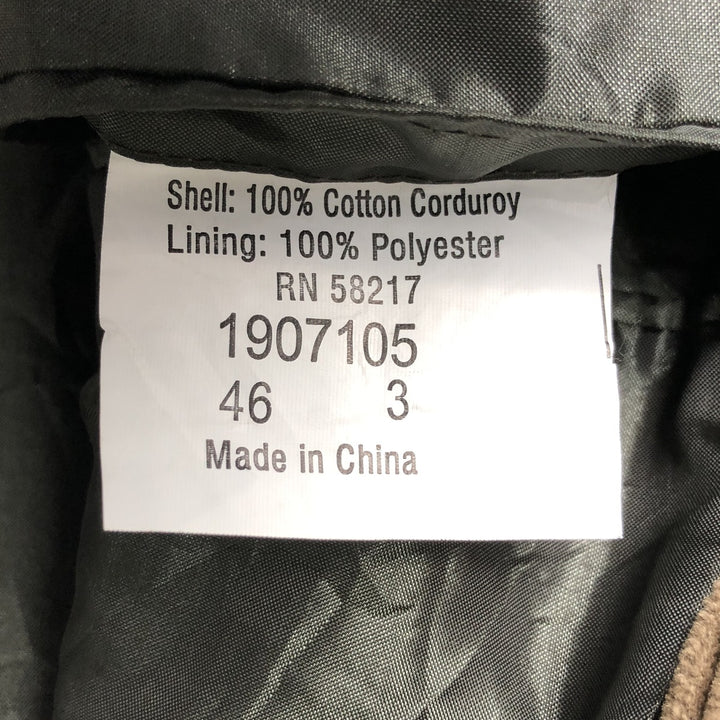 Shell: 100% Cotton Corduroy
Lining: 100% Polyester
RN 58217
1907105
46 3
Made in China